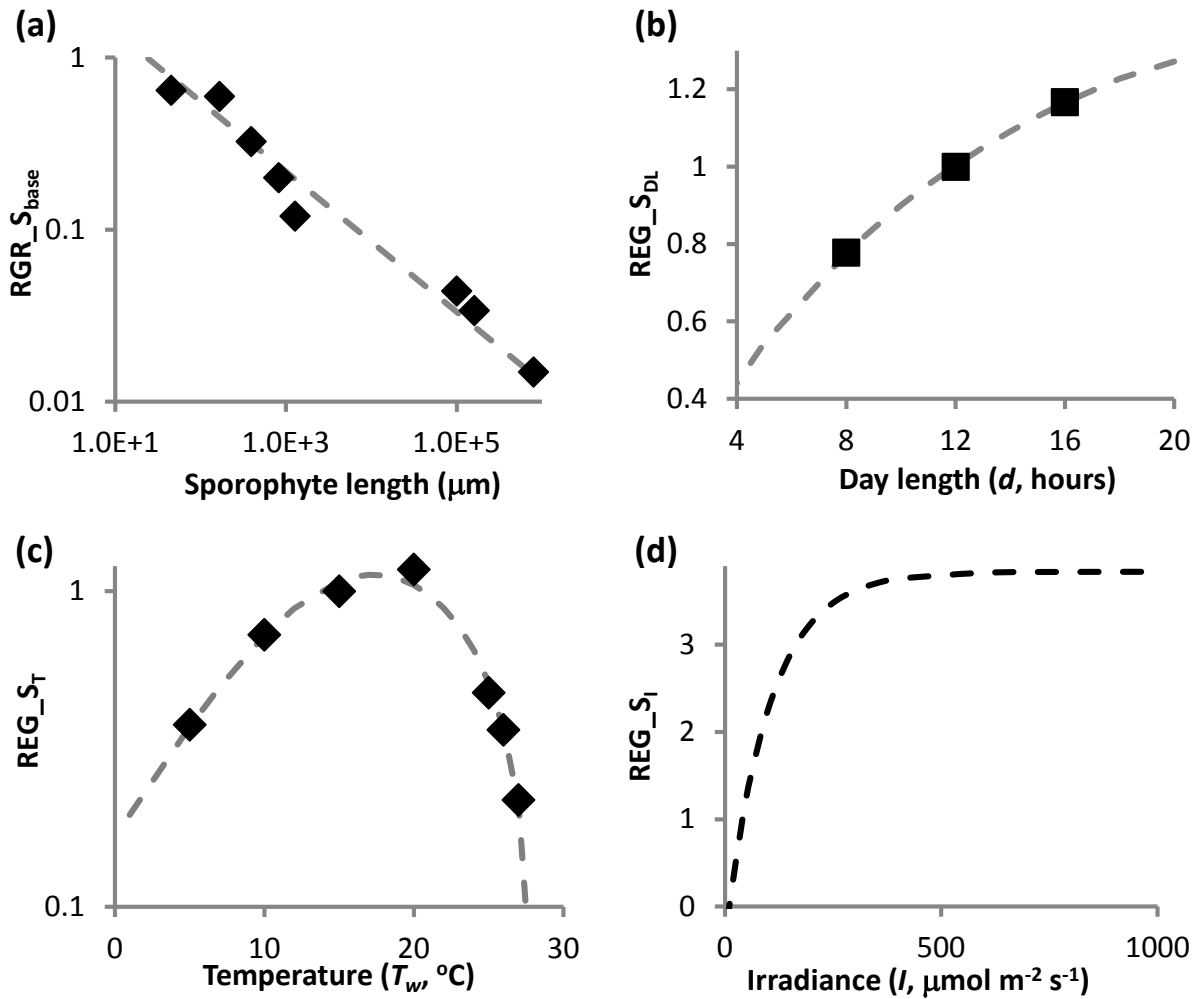 (a)
RGR_Sbase
1
0.1
0.01
1.0E+1 1.0E+3 1.0E+5
Sporophyte length (μm)
(b)
REG_SDL
1.2
1
0.8
0.6
0.4
4 8 12 16 20
Day length (d, hours)
(c)
REG_ST
1
0.1
0 10 20 30
Temperature (Tw, oC)
(d)
REG_SI
3
2
1
0
0 500 1000
Irradiance (I, μmol m-2 s-1)